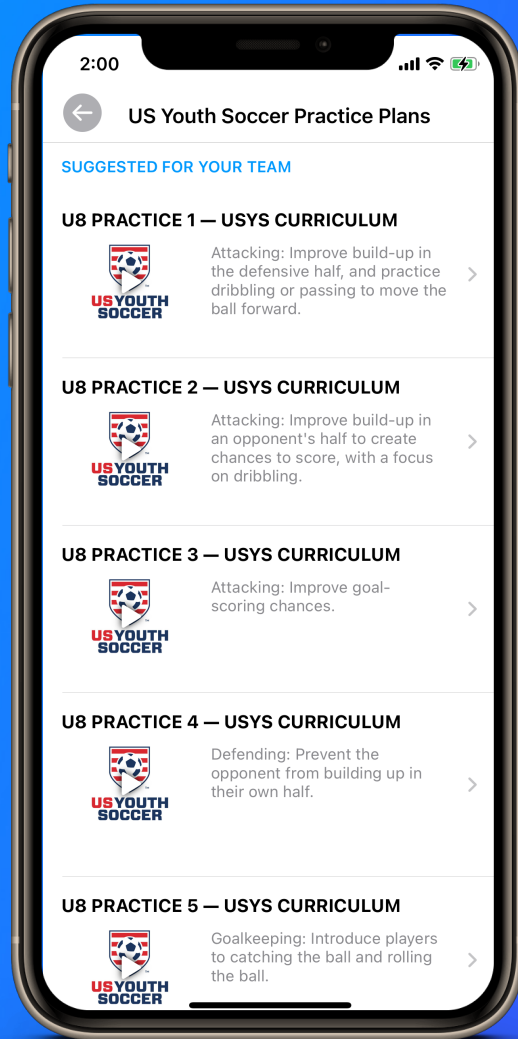 2:00
US Youth Soccer Practice Plans
SUGGESTED FOR YOUR TEAM
U8 PRACTICE 1 — USYS CURRICULUM
US YOUTH
SOCCER
Attacking: Improve build-up in
the defensive half, and practice
dribbling or passing to move the
ball forward.
U8 PRACTICE 2 — USYS CURRICULUM
US YOUTH
SOCCER
Attacking: Improve build-up in
an opponent's half to create
chances to score, with a focus
on dribbling.
U8 PRACTICE 3 — USYS CURRICULUM
US YOUTH
SOCCER
Attacking: Improve goal-
scoring chances.
U8 PRACTICE 4 — USYS CURRICULUM
US YOUTH
SOCCER
Defending: Prevent the
opponent from building up in
their own half.
U8 PRACTICE 5 — USYS CURRICULUM
US YOUTH
SOCCER
Goalkeeping: Introduce players
to catching the ball and rolling
the ball.